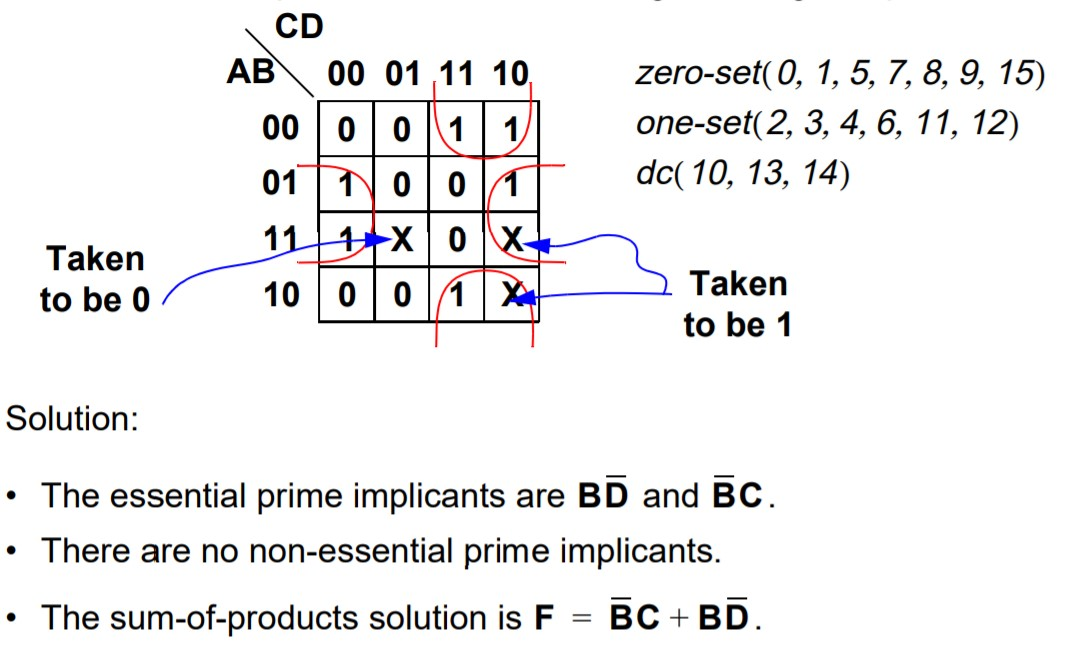 CD
AB 00 01 11 10
00 0 0 1 1
01 1 0 0 1
11 1 X 0 X
10 0 0 1 X
zero-set(0, 1, 5, 7, 8, 9, 15)
one-set(2, 3, 4, 6, 11, 12)
dc(10, 13, 14)
Taken
to be 0
Taken
to be 1
Solution:
• The essential prime implicants are BD̅ and B̅C.
• There are no non-essential prime implicants.
• The sum-of-products solution is F = B̅C + BD̅.